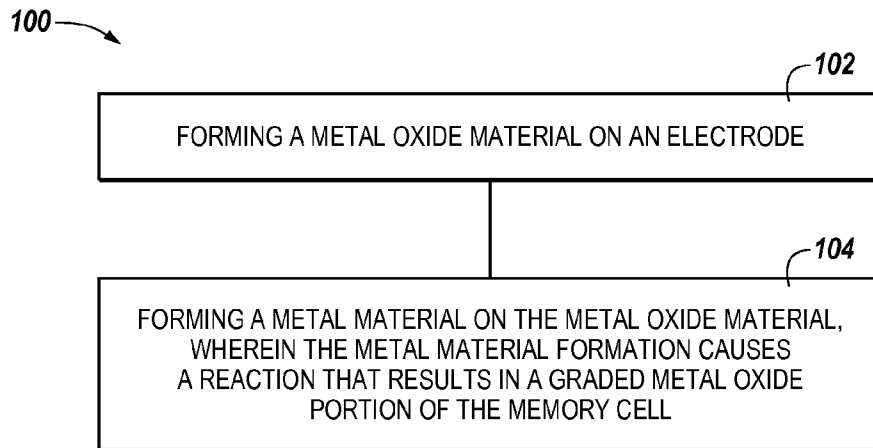 100
102
FORMING A METAL OXIDE MATERIAL ON AN ELECTRODE
104
FORMING A METAL MATERIAL ON THE METAL OXIDE MATERIAL,
WHEREIN THE METAL MATERIAL FORMATION CAUSES
A REACTION THAT RESULTS IN A GRADED METAL OXIDE
PORTION OF THE MEMORY CELL